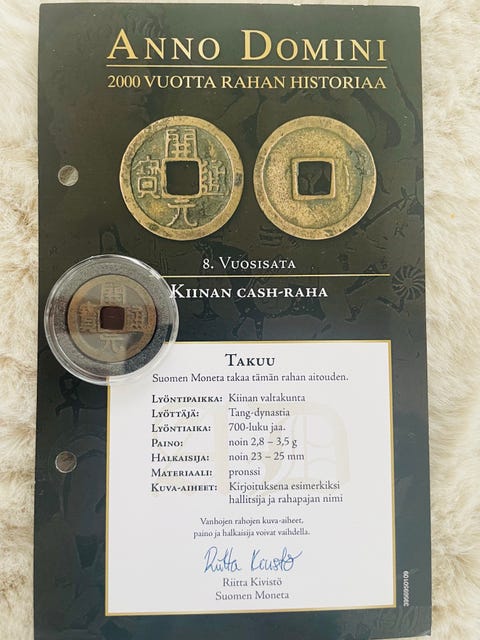 ANNO DOMINI
2000 VUOTTA RAHAN HISTORIAA
開
寶 通
元
8. VUOSISATA
KIINAN CASH-RAHA
TAKUU
Suomen Moneta takaa tämän rahan aitouden.
LYÖNTIPAIKKA: Kiinan valtakunta
LYÖTTÄJÄ: Tang-dynastia
LYÖNTIAIKA: 700-luku jaa.
PAINO: noin 2,8 – 3,5 g
HALKAISIJA: noin 23 – 25 mm
MATERIAALI: pronssi
KUVA-AIHEET: Kirjoituksena esimerkiksi
hallitsija ja rahapajan nimi
Vanhojen rahojen kuva-aiheet,
paino ja halkaisija voivat vaihdella.
Riitta Kivistö
Riitta Kivistö
Suomen Moneta